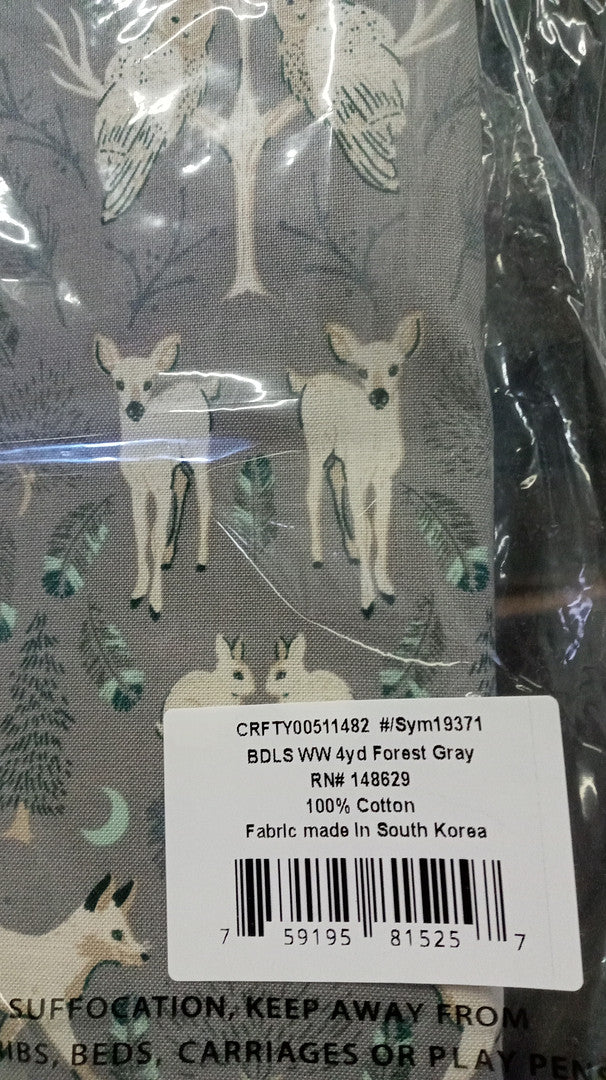 CRFTY00511482 #/Sym19371
BDLS WW 4yd Forest Gray
RN# 148629
100% Cotton
Fabric made In South Korea
7 59195 81525 7
SUFFOCATION, KEEP AWAY FROM
BEDS, CARRIAGES OR PLAY